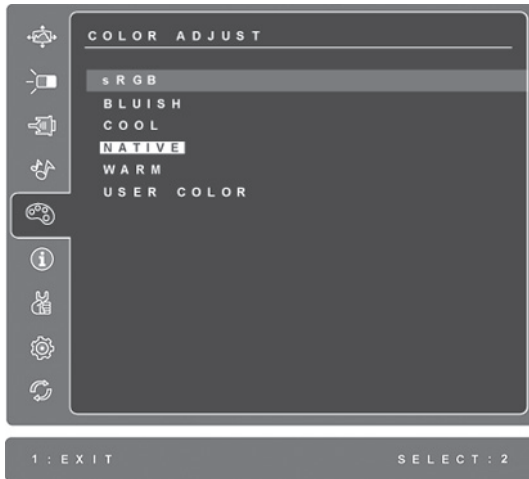 COLOR ADJUST
sRGB
BLUISH
COOL
NATIVE
WARM
USER COLOR
1:EXIT SELECT:2